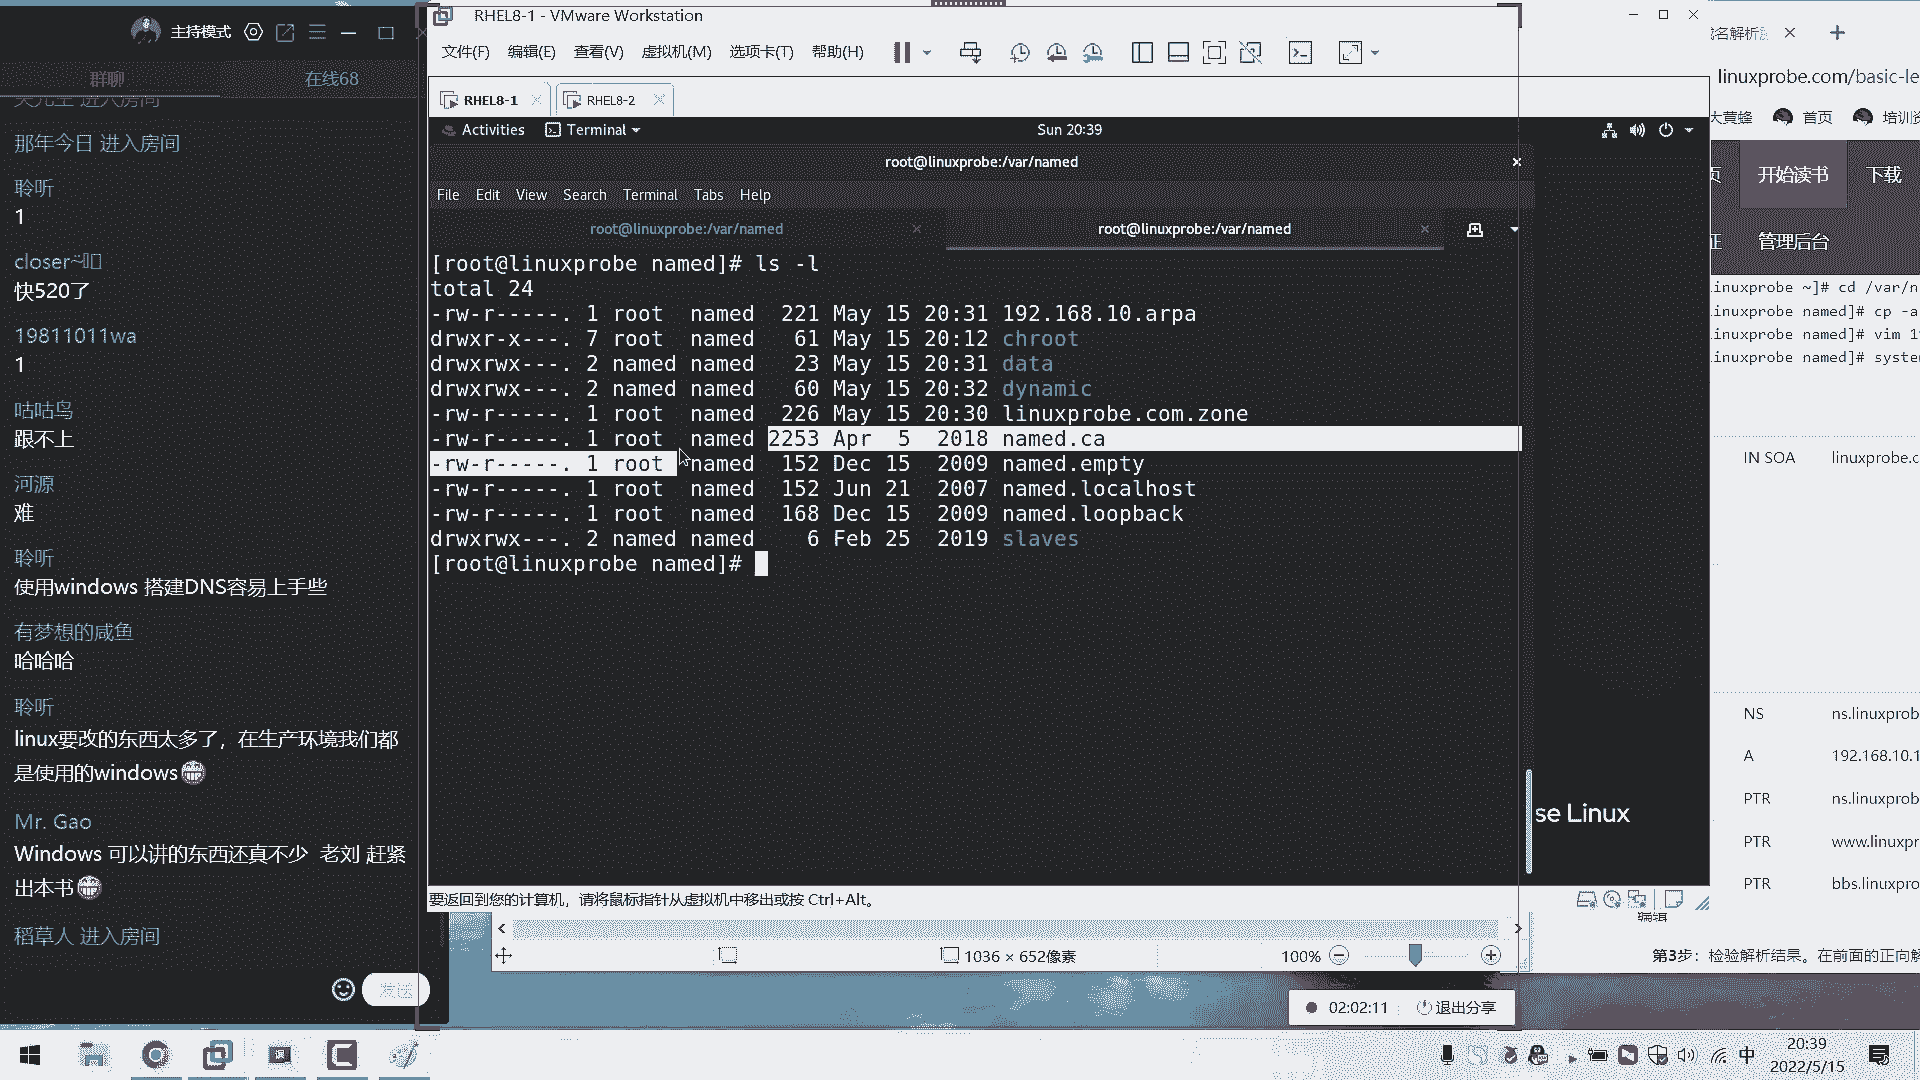 主持模式
群聊
在线68
那年今日 进入房间
聆听
1
closer~
快520了
19811011wa
1
咕咕鸟
跟不上
河源
难
聆听
使用windows 搭建DNS容易上手些
有梦想的咸鱼
哈哈哈
聆听
linux要改的东西太多了，在生产环境我们都
是使用的windows
Mr. Gao
Windows 可以讲的东西还真不少 老刘 赶紧
出本书
稻草人 进入房间
发送
RHEL8-1 - VMware Workstation
文件(F) 编辑(E) 查看(V) 虚拟机(M) 选项卡(T) 帮助(H)
RHEL8-1
RHEL8-2
Activities Terminal Sun 20:39
root@linuxprobe:/var/named
File Edit View Search Terminal Tabs Help
root@linuxprobe:/var/named
root@linuxprobe:/var/named
[root@linuxprobe named]# ls -l
total 24
-rw-r-----. 1 root  named  221 May 15 20:31 192.168.10.arpa
drwxr-x---. 7 root  named   61 May 15 20:12 chroot
drwxrwx---. 2 named named   23 May 15 20:31 data
drwxrwx---. 2 named named   60 May 15 20:32 dynamic
-rw-r-----. 1 root  named  226 May 15 20:30 linuxprobe.com.zone
-rw-r-----. 1 root  named 2253 Apr  5  2018 named.ca
-rw-r-----. 1 root  named  152 Dec 15  2009 named.empty
-rw-r-----. 1 root  named  152 Jun 21  2007 named.localhost
-rw-r-----. 1 root  named  168 Dec 15  2009 named.loopback
drwxrwx---. 2 named named    6 Feb 25  2019 slaves
[root@linuxprobe named]#
se Linux
要返回到您的计算机，请将鼠标指针从虚拟机中移出或按 Ctrl+Alt。
1036 × 652像素
100%
02:02:11
退出分享
名解析
linuxprobe.com/basic-le
大黄蜂 首页 培训资
页 开始读书 下载
证 管理后台
linuxprobe ~]# cd /var/n
linuxprobe named]# cp -a
linuxprobe named]# vim 1
linuxprobe named]# syste
IN SOA linuxprobe.c
NS ns.linuxprob
A 192.168.10.1
PTR ns.linuxprob
PTR www.linuxpr
PTR bbs.linuxpro
编辑
第3步：检验解析结果。在前面的正向解
中
20:39
2022/5/15